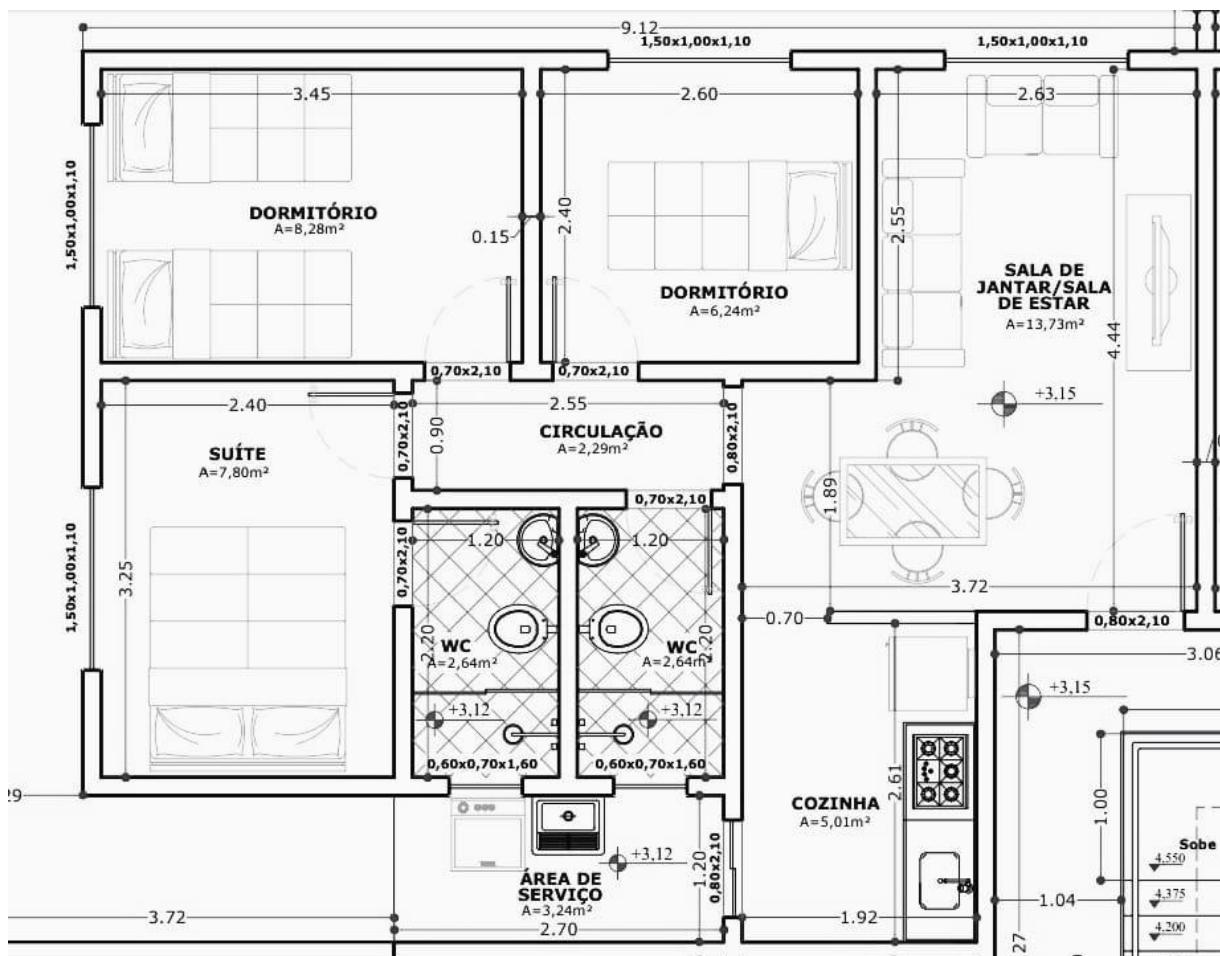 9.12
1,50x1,00x1,10
1,50x1,00x1,10
3.45
2.60
2.63
1,50x1,00x1,10
DORMITÓRIO
A=8,28m²
0.15
2.40
2.55
DORMITÓRIO
A=6,24m²
SALA DE
JANTAR/SALA
DE ESTAR
A=13,73m²
4.44
0,70x2,10
0,70x2,10
+3,15
2.40
2.55
0.90
0,70x2,10
CIRCULAÇÃO
A=2,29m²
0,80x2,10
SUÍTE
A=7,80m²
1.89
0,70x2,10
1,50x1,00x1,10
3.25
0,70x2,10
1.20
1.20
3.72
0.70
0,80x2,10
WC
A=2,64m²
2.20
WC
A=2,64m²
2.20
3.06
+3,15
+3,12
+3,12
0,60x0,70x1,60
0,60x0,70x1,60
2.61
COZINHA
A=5,01m²
29
1.00
Sobe
+3,12
1.20
0,80x2,10
ÁREA DE
SERVIÇO
A=3,24m²
4.550
4.375
4.200
3.72
2.70
1.92
1.04
27